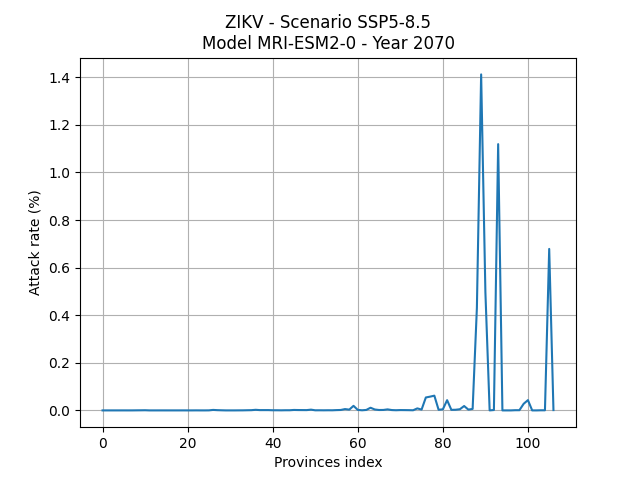 ZIKV - Scenario SSP5-8.5
Model MRI-ESM2-0 - Year 2070
1.4
1.2
1.0
0.8
0.6
0.4
0.2
0.0
Attack rate (%)
0 20 40 60 80 100
Provinces index